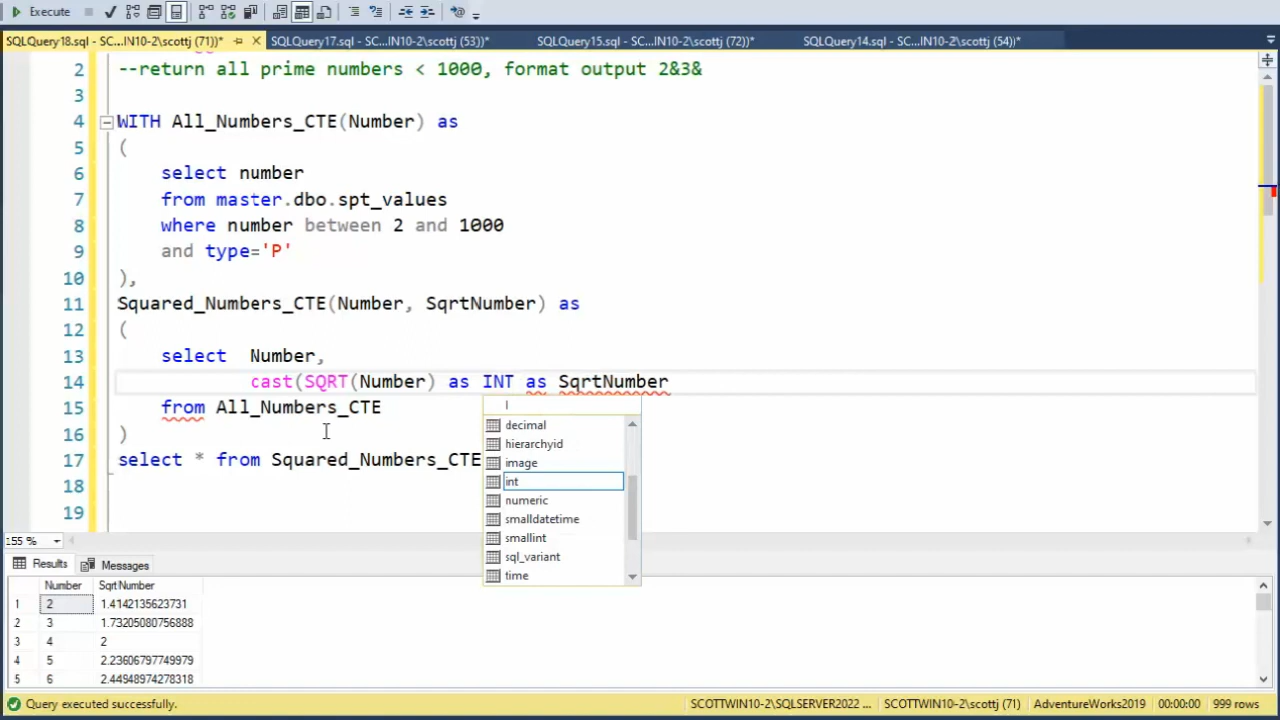 Execute
SQLQuery18.sql - SC...IN10-2\scottj (71))* SQLQuery17.sql - SC...IN10-2\scottj (53))* SQLQuery15.sql - SC...IN10-2\scottj (72))* SQLQuery14.sql - SC...IN10-2\scottj (54))*
2 --return all prime numbers < 1000, format output 2&3&
3
4 WITH All_Numbers_CTE(Number) as
5 (
6 select number
7 from master.dbo.spt_values
8 where number between 2 and 1000
9 and type='P'
10 ),
11 Squared_Numbers_CTE(Number, SqrtNumber) as
12 (
13 select Number,
14 cast(SQRT(Number) as INT as SqrtNumber
15 from All_Numbers_CTE
16 )
17 select * from Squared_Numbers_CTE
18
19
I
decimal
hierarchyid
image
int
numeric
smalldatetime
smallint
sql_variant
time
155 %
Results Messages
Number SqrtNumber
1 2 1.4142135623731
2 3 1.73205080756888
3 4 2
4 5 2.23606797749979
5 6 2.44948974278318
Query executed successfully. SCOTTWIN10-2\SQLSERVER2022 ... SCOTTWIN10-2\scottj (71) AdventureWorks2019 00:00:00 999 rows